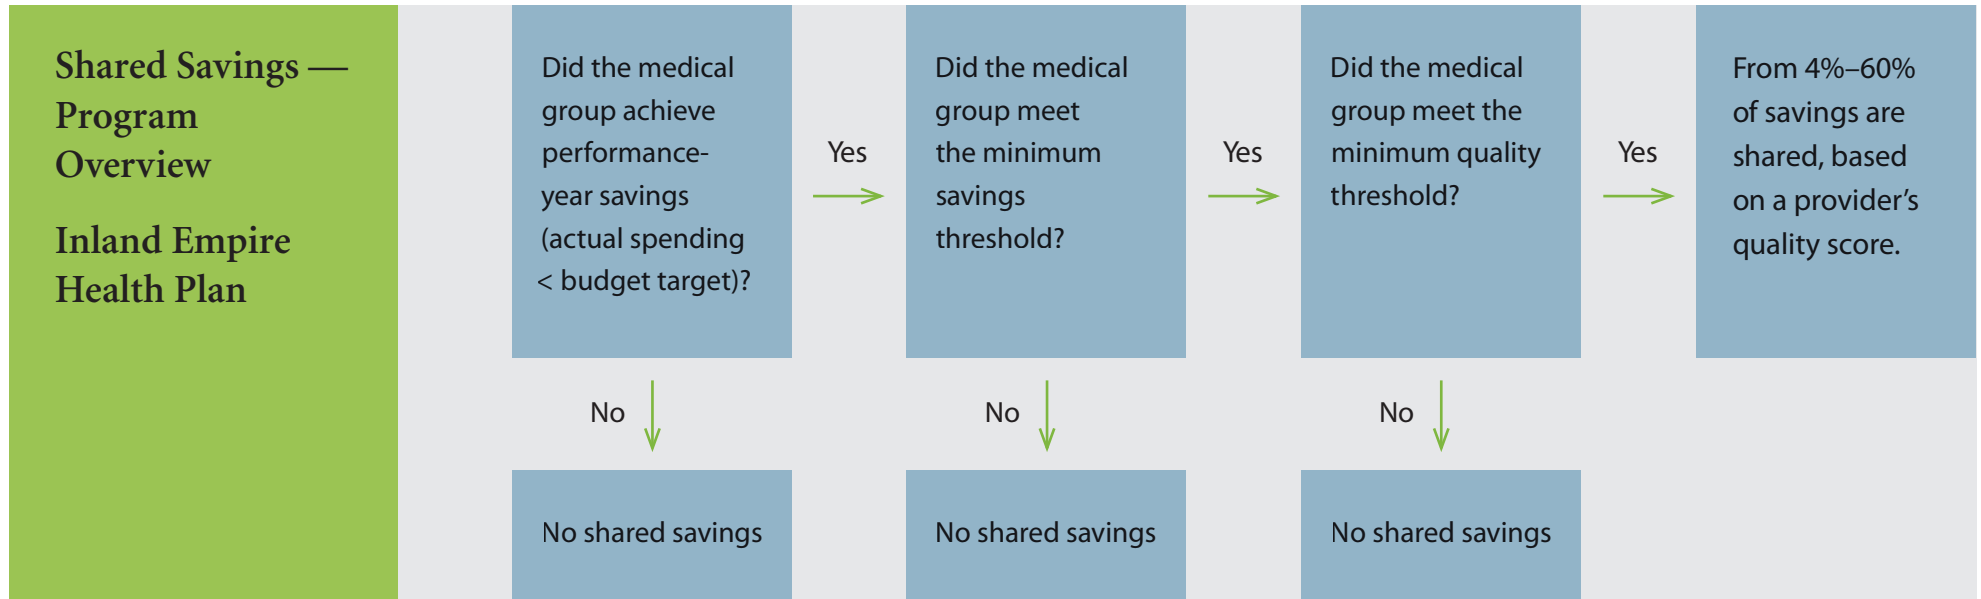 Shared Savings —
Program
Overview
Inland Empire
Health Plan
Did the medical
group achieve
performance-
year savings
(actual spending
< budget target)?
Yes
Did the medical
group meet
the minimum
savings
threshold?
Yes
Did the medical
group meet the
minimum quality
threshold?
Yes
From 4%–60%
of savings are
shared, based
on a provider’s
quality score.
No
No
No
No shared savings
No shared savings
No shared savings